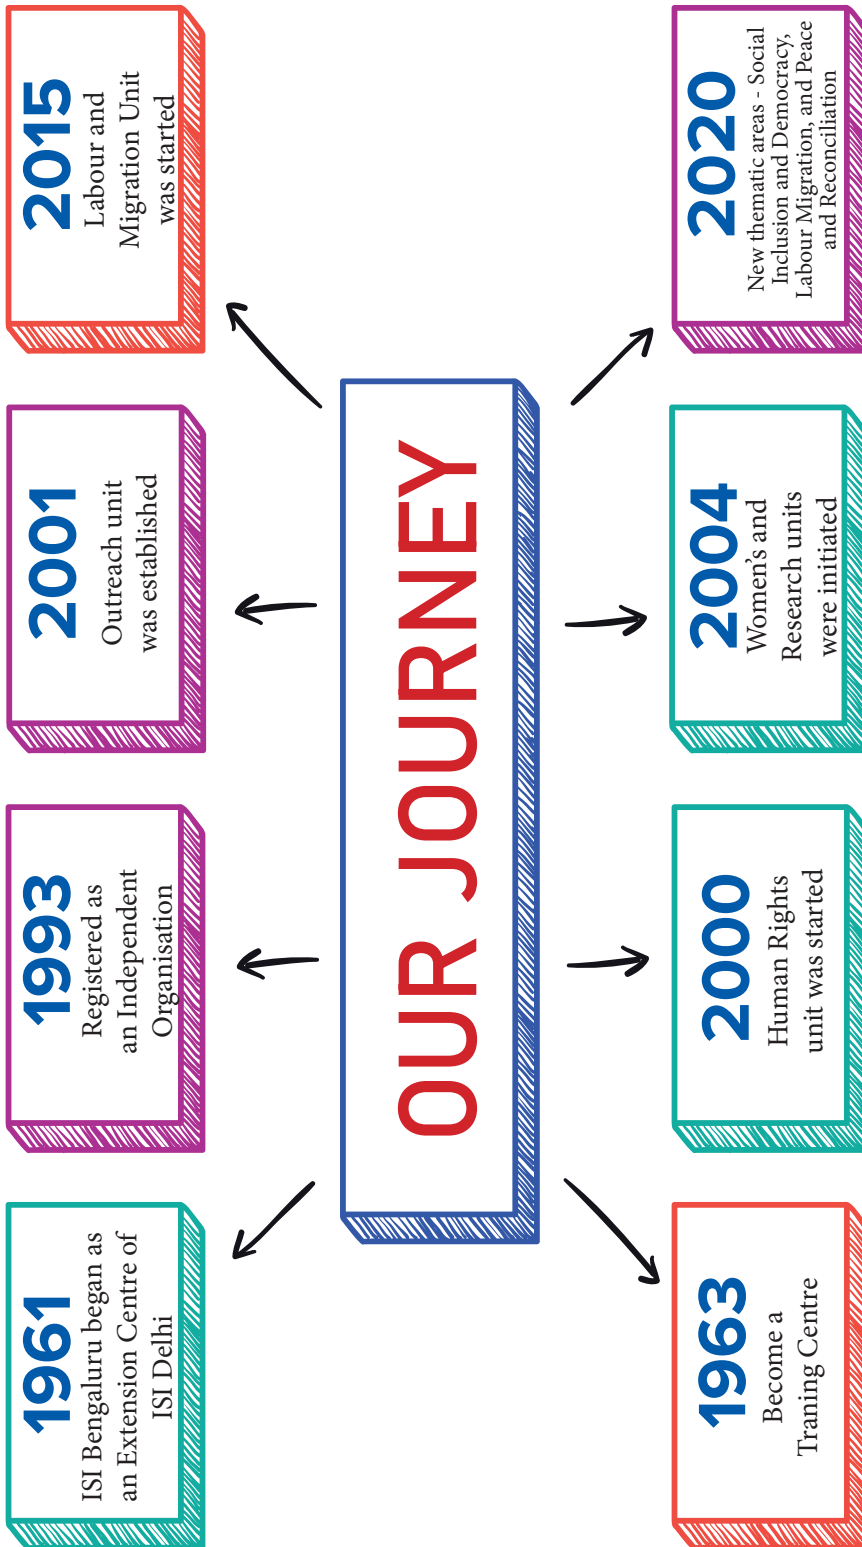 1961
ISI Bengaluru began as
an Extension Centre of
ISI Delhi
1993
Registered as
an Independent
Organisation
2001
Outreach unit
was established
2015
Labour and
Migration Unit
was started
OUR JOURNEY
1963
Become a
Traning Centre
2000
Human Rights
unit was started
2004
Women's and
Research units
were initiated
2020
New thematic areas - Social
Inclusion and Democracy,
Labour Migration, and Peace
and Reconciliation